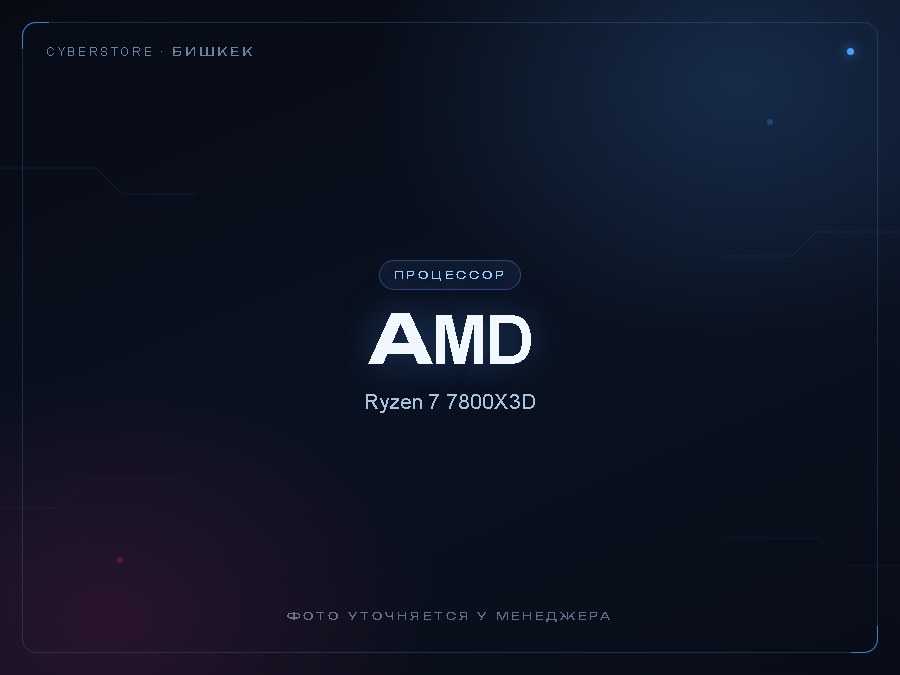 CYBERSTORE · БИШКЕК
ПРОЦЕССОР
AMD
Ryzen 7 7800X3D
ФОТО УТОЧНЯЕТСЯ У МЕНЕДЖЕРА